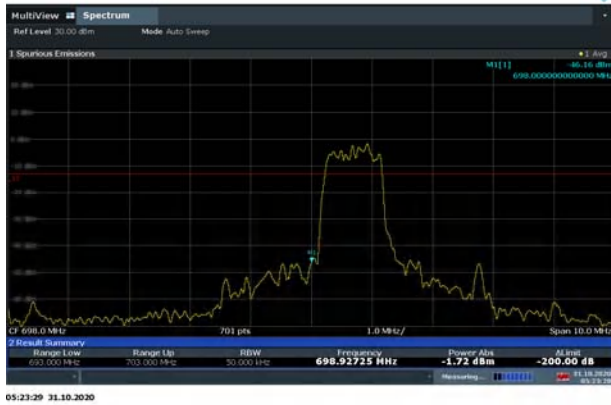 MultiView Spectrum
Ref Level 30.00 dBm Mode Auto Sweep
1 Spurious Emissions 1 Avg
M1[1] -46.16 dBm
698.000000000000 MHz
M1
CF 698.0 MHz 701 pts 1.0 MHz/ Span 10.0 MHz
2 Result Summary
Range Low Range Up RBW Frequency Power Abs ΔLimit
693.000 MHz 703.000 MHz 50.000 kHz 698.92725 MHz -1.72 dBm -200.00 dB
Measuring... 31.10.2020
05:23:28
05:23:29 31.10.2020